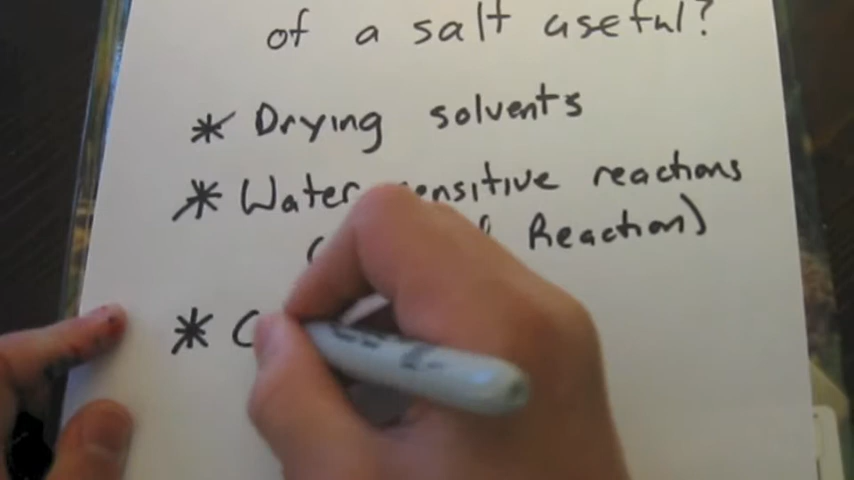 of a salt useful?
* Drying solvents
* Water sensitive reactions
( Reaction)
* C